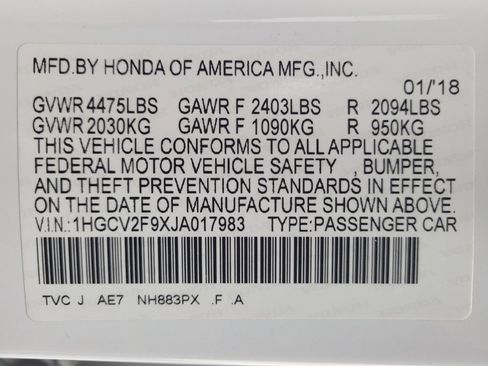 MFD.BY HONDA OF AMERICA MFG.,INC.
01/'18
GVWR 4475LBS GAWR F 2403LBS R 2094LBS
GVWR 2030KG GAWR F 1090KG R 950KG
THIS VEHICLE CONFORMS TO ALL APPLICABLE
FEDERAL MOTOR VEHICLE SAFETY , BUMPER,
AND THEFT PREVENTION STANDARDS IN EFFECT
ON THE DATE OF MANUFACTURE SHOWN ABOVE.
V.I.N.:1HGCV2F9XJA017983 TYPE:PASSENGER CAR
TVC J AE7 NH883PX .F .A